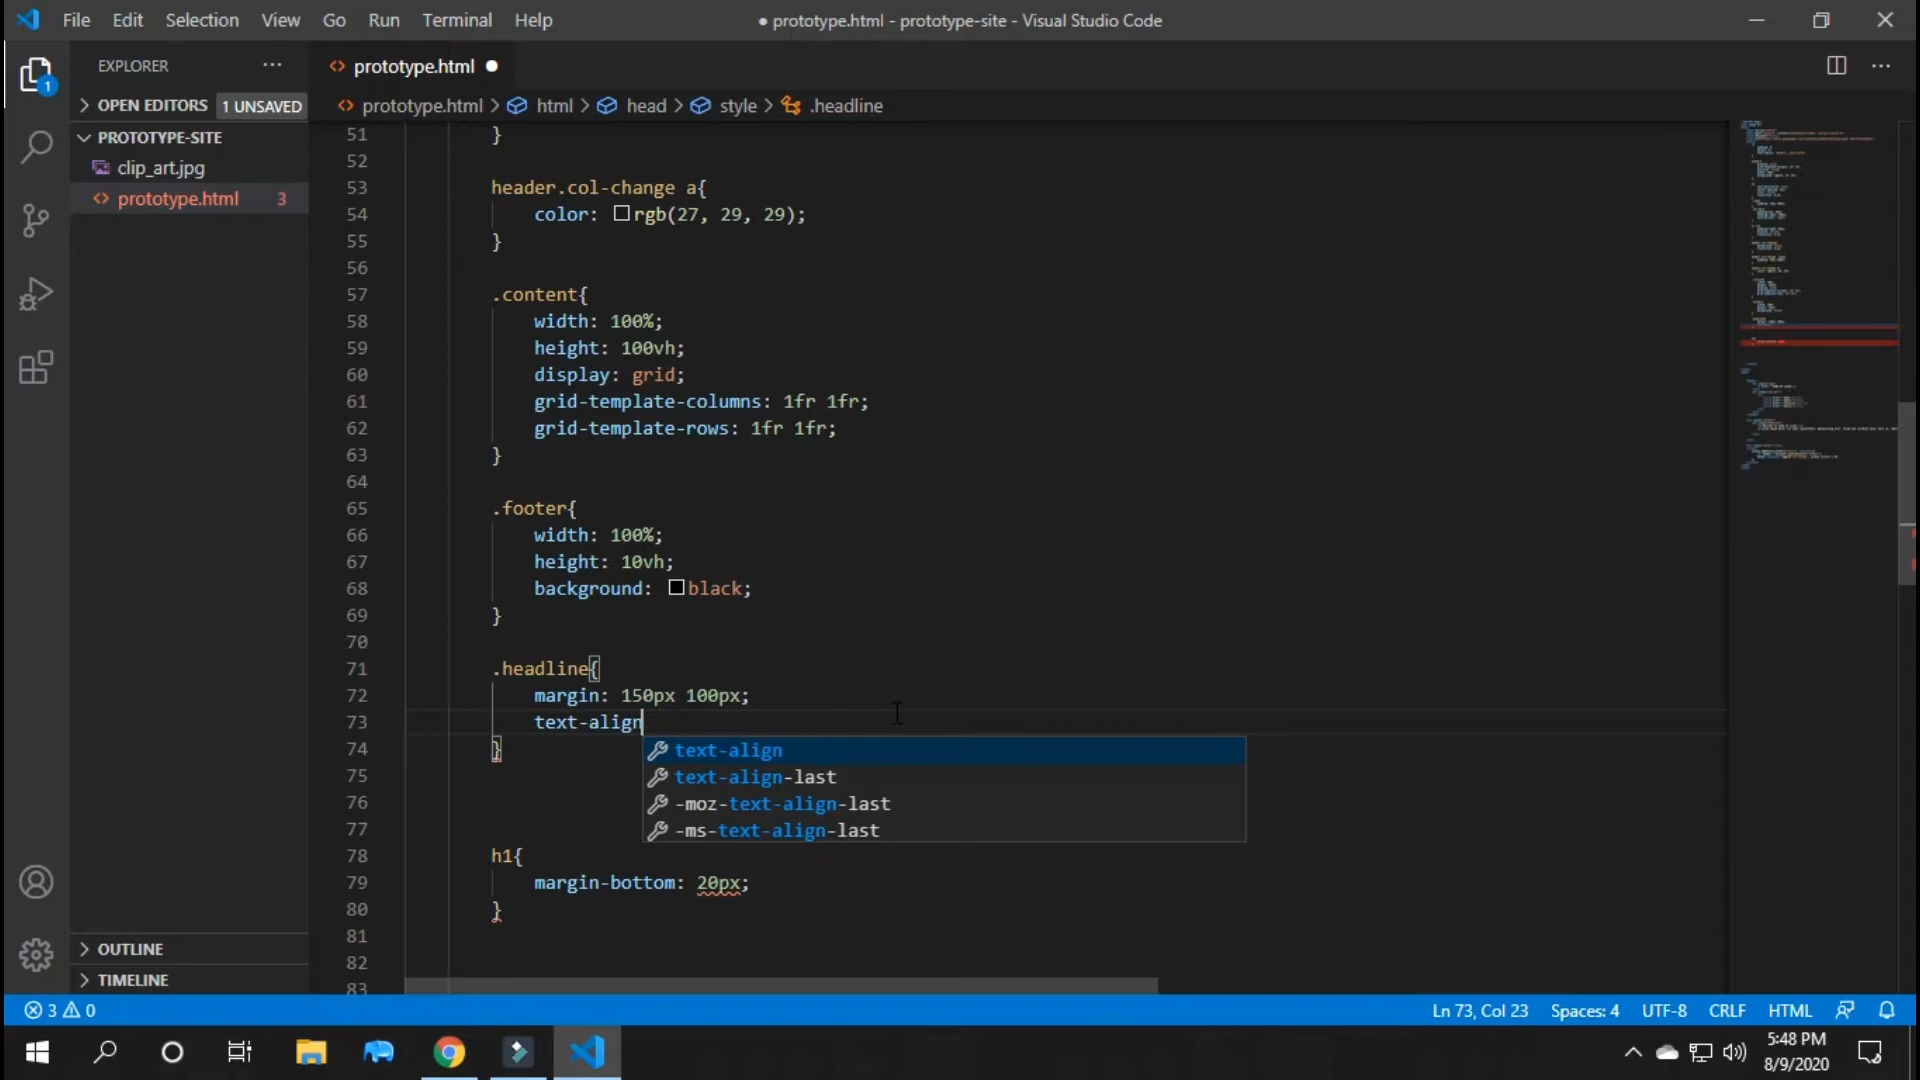 File Edit Selection View Go Run Terminal Help
● prototype.html - prototype-site - Visual Studio Code
EXPLORER
OPEN EDITORS 1 UNSAVED
PROTOTYPE-SITE
clip_art.jpg
prototype.html 3
OUTLINE
TIMELINE
1
prototype.html ●
prototype.html > html > head > style > .headline
51 }
52
53 header.col-change a{
54 color: rgb(27, 29, 29);
55 }
56
57 .content{
58 width: 100%;
59 height: 100vh;
60 display: grid;
61 grid-template-columns: 1fr 1fr;
62 grid-template-rows: 1fr 1fr;
63 }
64
65 .footer{
66 width: 100%;
67 height: 10vh;
68 background: black;
69 }
70
71 .headline{
72 margin: 150px 100px;
73 text-align
74 }
text-align
75
text-align-last
76
-moz-text-align-last
77
-ms-text-align-last
78 h1{
79 margin-bottom: 20px;
80 }
81
82
83
3 0
Ln 73, Col 23 Spaces: 4 UTF-8 CRLF HTML
5:48 PM
8/9/2020